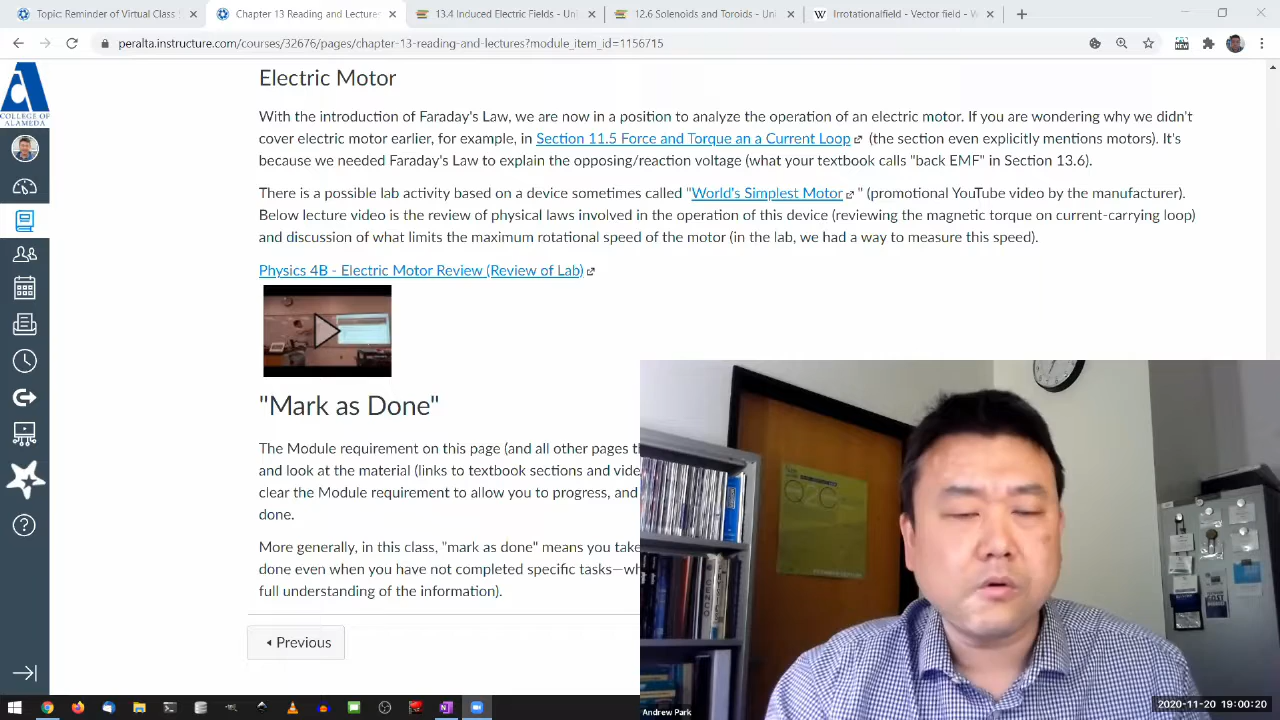 Topic: Reminder of Virtual Class S
Chapter 13 Reading and Lecture
13.4 Induced Electric Fields - Uni
12.6 Solenoids and Toroids - Uni
Irrotationalfield - Vector field - W
peralta.instructure.com/courses/32676/pages/chapter-13-reading-and-lectures?module_item_id=1156715
NEW
COLLEGE OF
ALAMEDA
Electric Motor
With the introduction of Faraday's Law, we are now in a position to analyze the operation of an electric motor. If you are wondering why we didn't
cover electric motor earlier, for example, in Section 11.5 Force and Torque an a Current Loop (the section even explicitly mentions motors). It's
because we needed Faraday's Law to explain the opposing/reaction voltage (what your textbook calls "back EMF" in Section 13.6).
There is a possible lab activity based on a device sometimes called "World's Simplest Motor " (promotional YouTube video by the manufacturer).
Below lecture video is the review of physical laws involved in the operation of this device (reviewing the magnetic torque on current-carrying loop)
and discussion of what limits the maximum rotational speed of the motor (in the lab, we had a way to measure this speed).
Physics 4B - Electric Motor Review (Review of Lab)
"Mark as Done"
The Module requirement on this page (and all other pages th
and look at the material (links to textbook sections and vide
clear the Module requirement to allow you to progress, and
done.
More generally, in this class, "mark as done" means you take
done even when you have not completed specific tasks—wh
full understanding of the information).
Previous
Andrew Park
2020-11-20 19:00:20